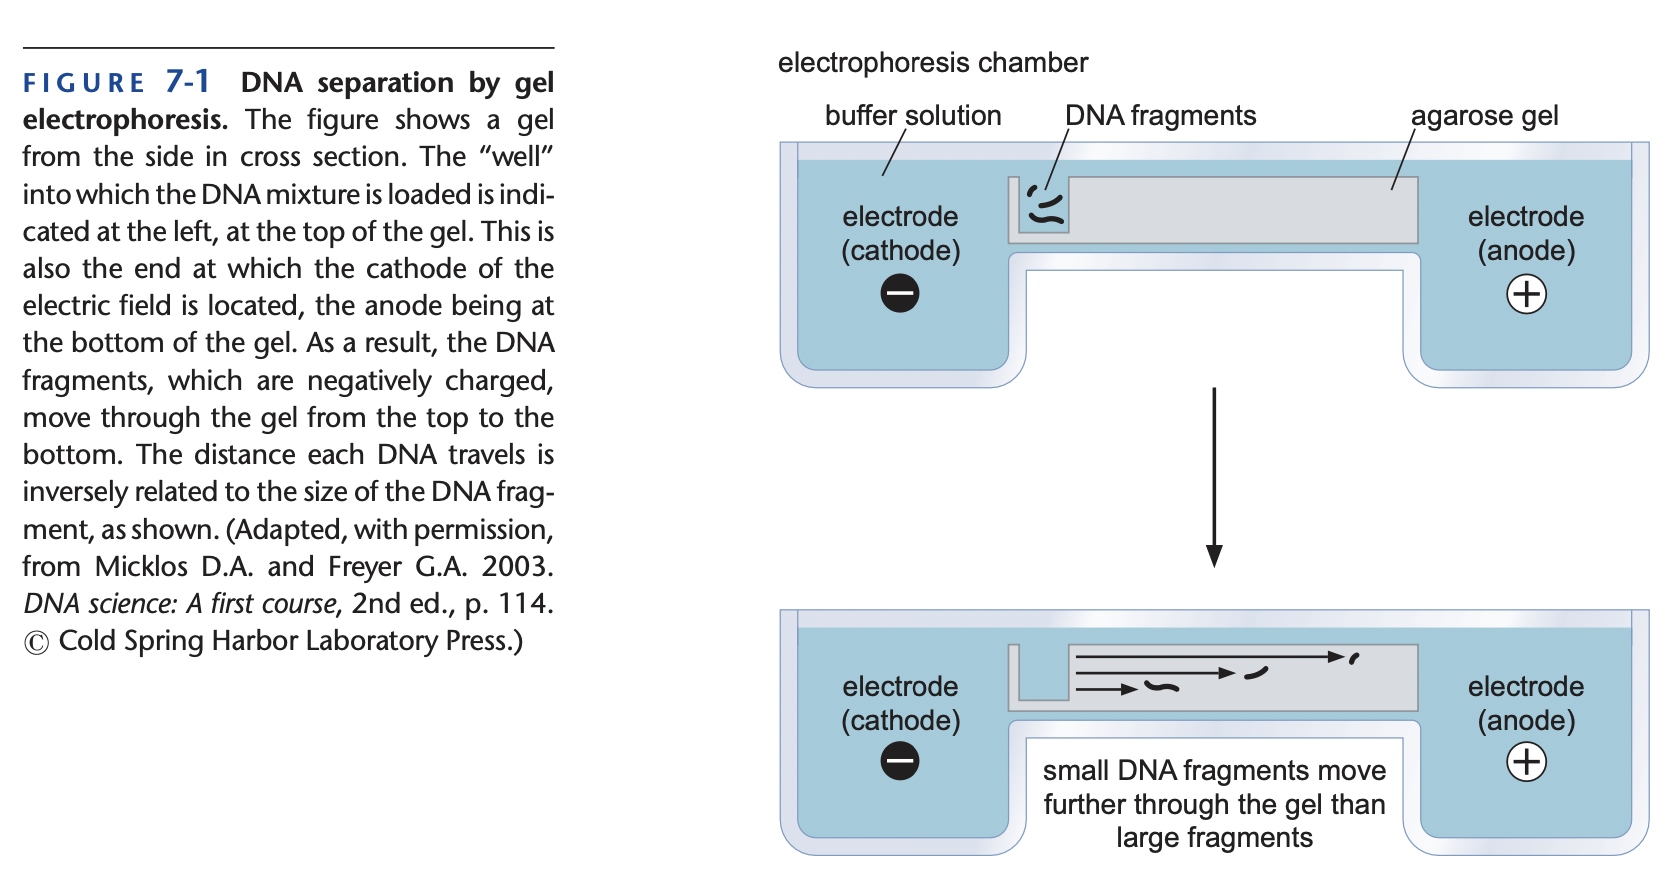 FIGURE 7-1 DNA separation by gel
electrophoresis. The figure shows a gel
from the side in cross section. The “well”
into which the DNA mixture is loaded is indi-
cated at the left, at the top of the gel. This is
also the end at which the cathode of the
electric field is located, the anode being at
the bottom of the gel. As a result, the DNA
fragments, which are negatively charged,
move through the gel from the top to the
bottom. The distance each DNA travels is
inversely related to the size of the DNA frag-
ment, as shown. (Adapted, with permission,
from Micklos D.A. and Freyer G.A. 2003.
DNA science: A first course, 2nd ed., p. 114.
© Cold Spring Harbor Laboratory Press.)
electrophoresis chamber
buffer solution
DNA fragments
agarose gel
electrode
(cathode)
−
electrode
(anode)
+
electrode
(cathode)
−
electrode
(anode)
+
small DNA fragments move
further through the gel than
large fragments